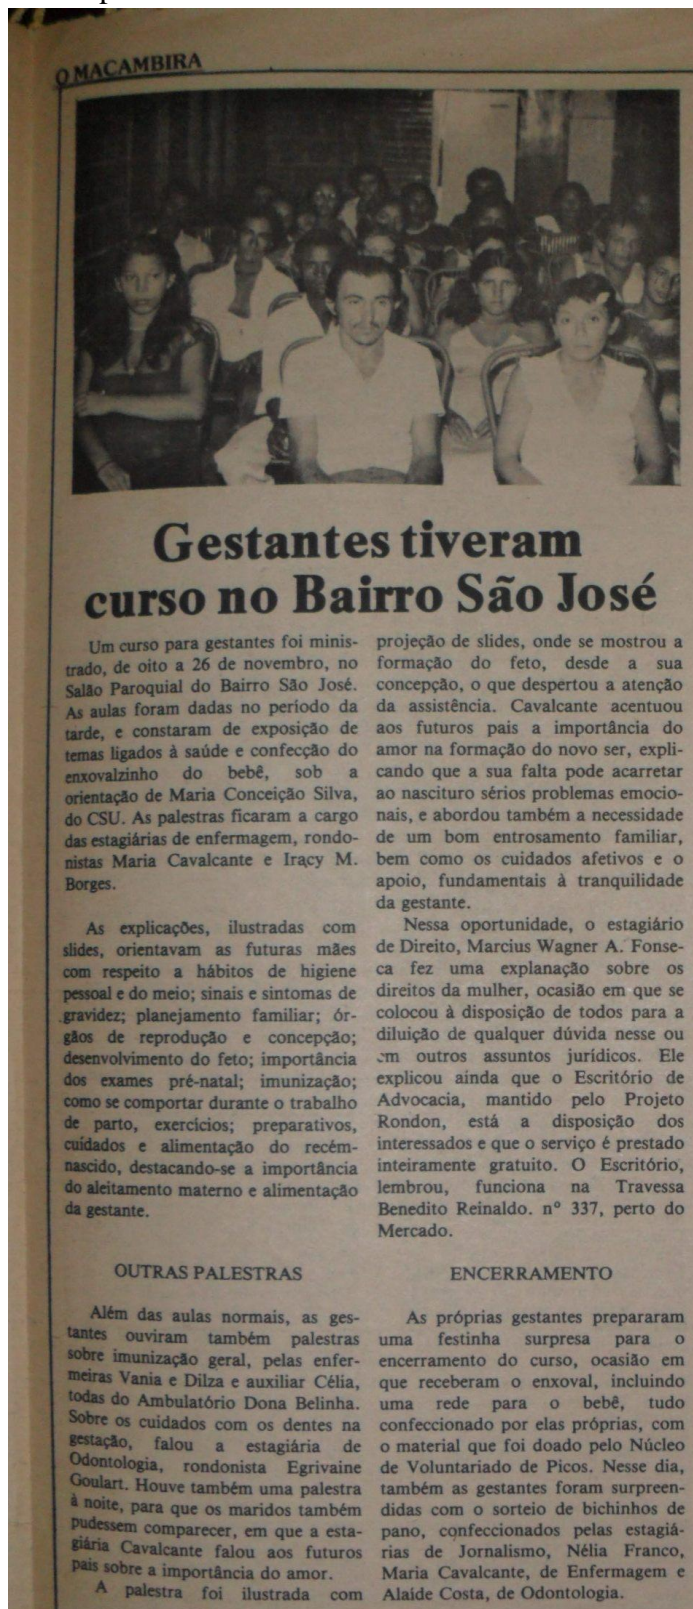 O MACAMBIRA
Gestantes tiveram
curso no Bairro São José
Um curso para gestantes foi minis-
trado, de oito a 26 de novembro, no
Salão Paroquial do Bairro São José.
As aulas foram dadas no periodo da
tarde, e constaram de exposição de
temas ligados à saúde e confecção do
enxovalzinho do bebê, sob a
orientação de Maria Conceição Silva,
do CSU. As palestras ficaram a cargo
das estagiárias de enfermagem, rondo-
nistas Maria Cavalcante e Iracy M.
Borges.
As explicações, ilustradas com
slides, orientavam as futuras mães
com respeito a hábitos de higiene
pessoal e do meio; sinais e sintomas de
gravidez; planejamento familiar; ór-
gãos de reprodução e concepção;
desenvolvimento do feto; importância
dos exames pré-natal; imunização;
como se comportar durante o trabalho
de parto, exercícios; preparativos,
cuidados e alimentação do recém-
nascido, destacando-se a importância
do aleitamento materno e alimentação
da gestante.
OUTRAS PALESTRAS
Além das aulas normais, as ges-
tantes ouviram também palestras
sobre imunização geral, pelas enfer-
meiras Vania e Dilza e auxiliar Célia,
todas do Ambulatório Dona Belinha.
Sobre os cuidados com os dentes na
gestação, falou a estagiária de
Odontologia, rondonista Egrivaine
Goulart. Houve também uma palestra
à noite, para que os maridos também
pudessem comparecer, em que a esta-
giária Cavalcante falou aos futuros
pais sobre a importância do amor.
A palestra foi ilustrada com
projeção de slides, onde se mostrou a
formação do feto, desde a sua
concepção, o que despertou a atenção
da assistência. Cavalcante acentuou
aos futuros pais a importância do
amor na formação do novo ser, expli-
cando que a sua falta pode acarretar
ao nascituro sérios problemas emocio-
nais, e abordou também a necessidade
de um bom entrosamento familiar,
bem como os cuidados afetivos e o
apoio, fundamentais à tranquilidade
da gestante.
Nessa oportunidade, o estagiário
de Direito, Marcius Wagner A. Fonse-
ca fez uma explanação sobre os
direitos da mulher, ocasião em que se
colocou à disposição de todos para a
diluição de qualquer dúvida nesse ou
em outros assuntos jurídicos. Ele
explicou ainda que o Escritório de
Advocacia, mantido pelo Projeto
Rondon, está a disposição dos
interessados e que o serviço é prestado
inteiramente gratuito. O Escritório,
lembrou, funciona na Travessa
Benedito Reinaldo. nº 337, perto do
Mercado.
ENCERRAMENTO
As próprias gestantes prepararam
uma festinha surpresa para o
encerramento do curso, ocasião em
que receberam o enxoval, incluindo
uma rede para o bebê, tudo
confeccionado por elas próprias, com
o material que foi doado pelo Núcleo
de Voluntariado de Picos. Nesse dia,
também as gestantes foram surpreen-
didas com o sorteio de bichinhos de
pano, confeccionados pelas estagiá-
rias de Jornalismo, Nélia Franco,
Maria Cavalcante, de Enfermagem e
Alaíde Costa, de Odontologia.